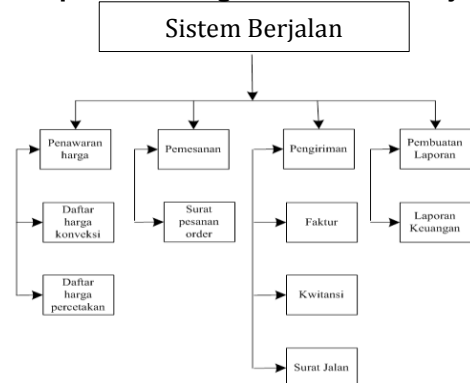 Sistem Berjalan
Penawaran
harga
Pemesanan
Pengiriman
Pembuatan
Laporan
Daftar
harga
konveksi
Surat
pesanan
order
Faktur
Laporan
Keuangan
Daftar
harga
percetakan
Kwitansi
Surat Jalan